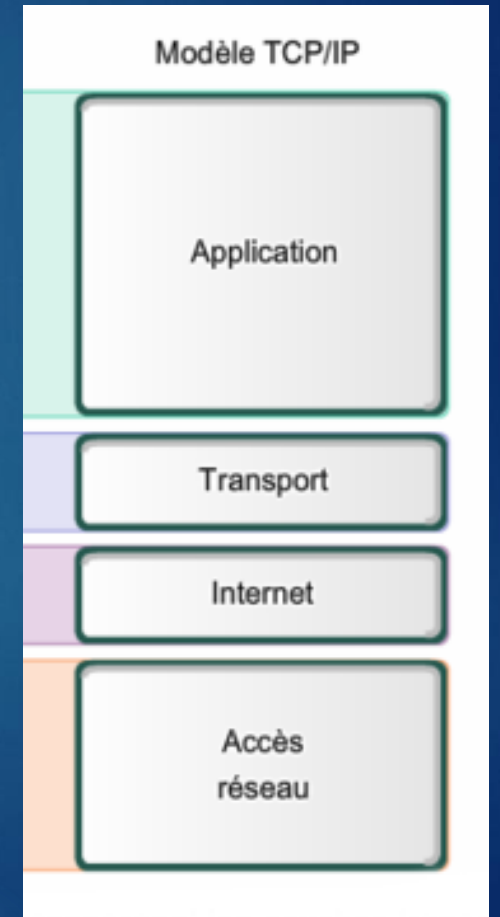 Modèle TCP/IP
Application
Transport
Internet
Accès
réseau